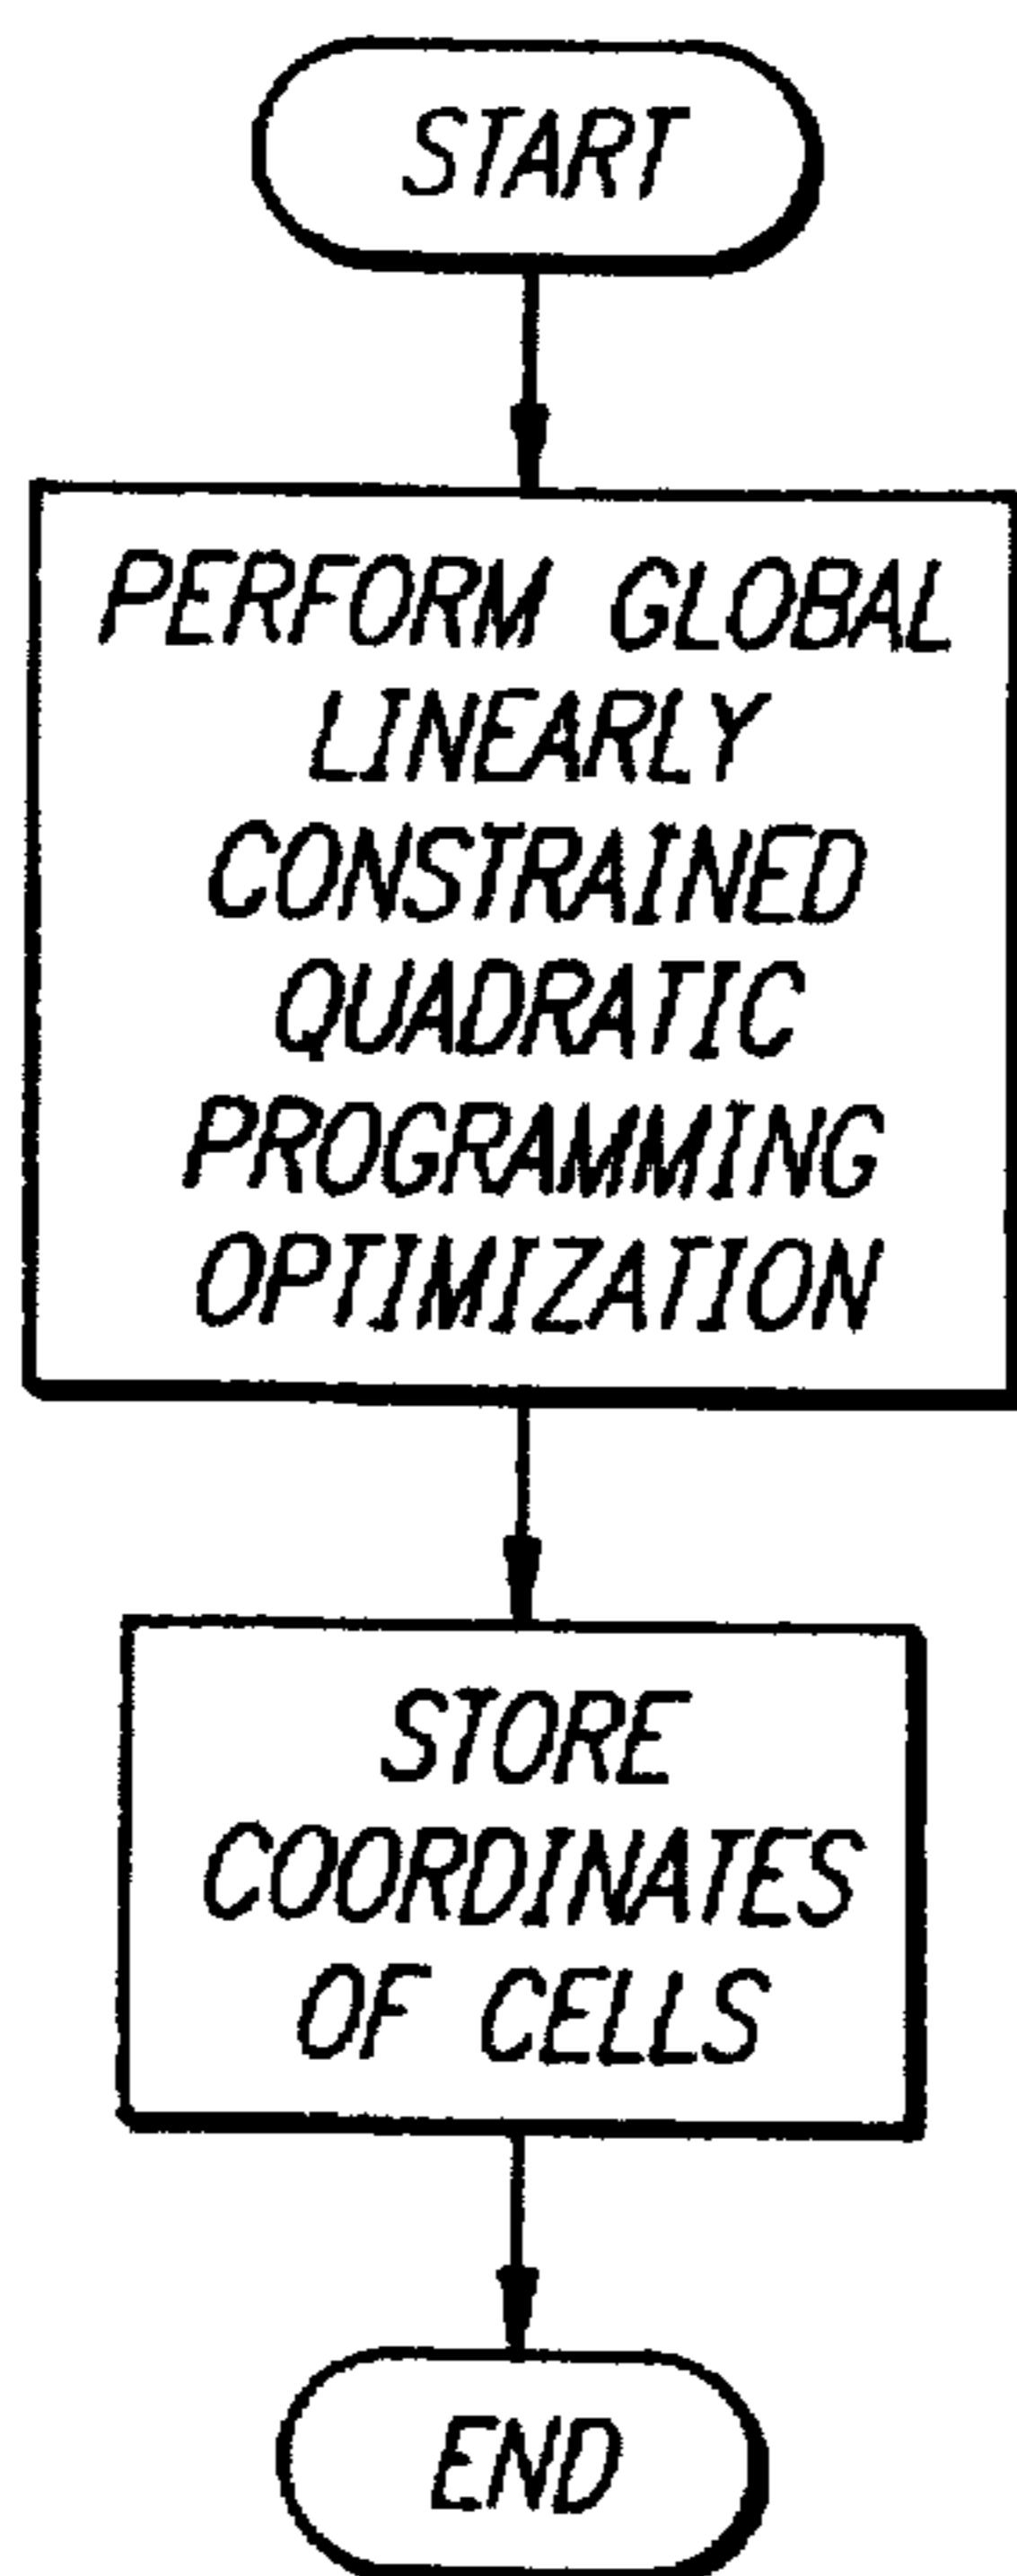 START
PERFORM GLOBAL
LINEARLY
CONSTRAINED
QUADRATIC
PROGRAMMING
OPTIMIZATION
STORE
COORDINATES
OF CELLS
END